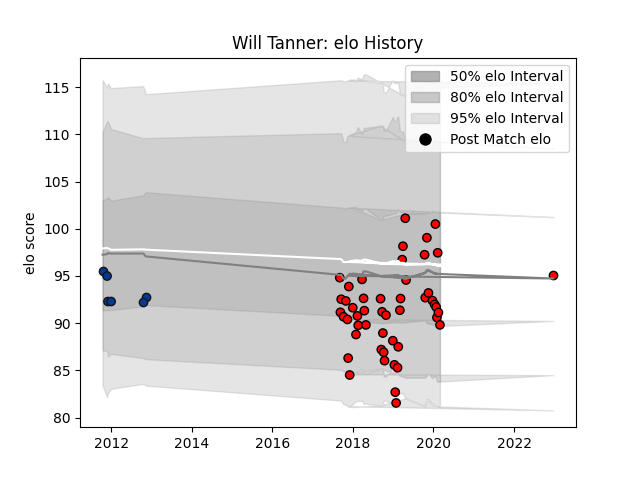 Will Tanner: elo History
50% elo Interval
80% elo Interval
95% elo Interval
Post Match elo
elo score
115
110
105
100
95
90
85
80
2012 2014 2016 2018 2020 2022